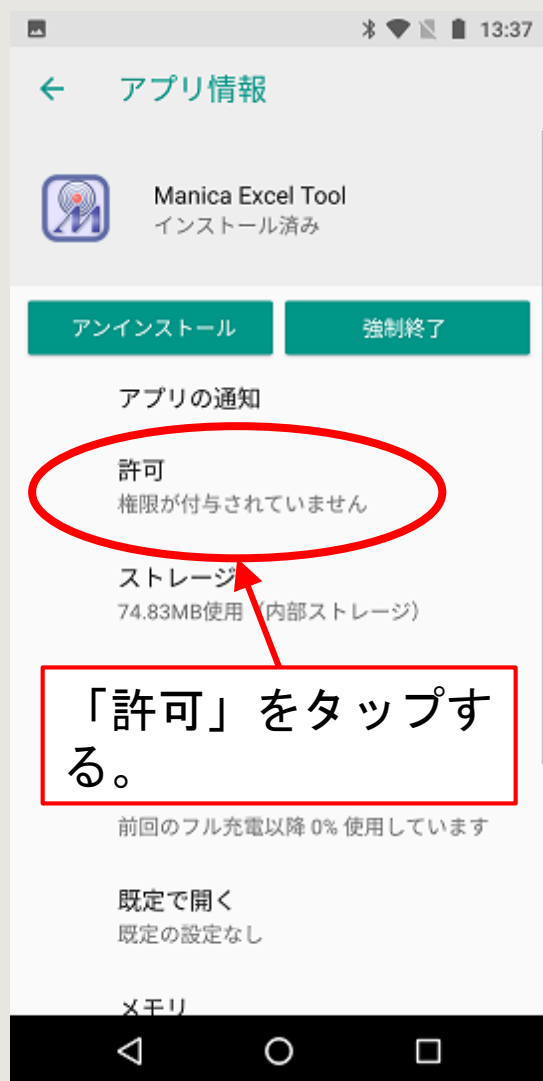 13:37
アプリ情報
Manica Excel Tool
インストール済み
アンインストール
強制終了
アプリの通知
許可
権限が付与されていません
ストレージ
74.83MB使用（内部ストレージ）
「許可」をタップす
る。
前回のフル充電以降 0% 使用しています
既定で開く
既定の設定なし
メモリ